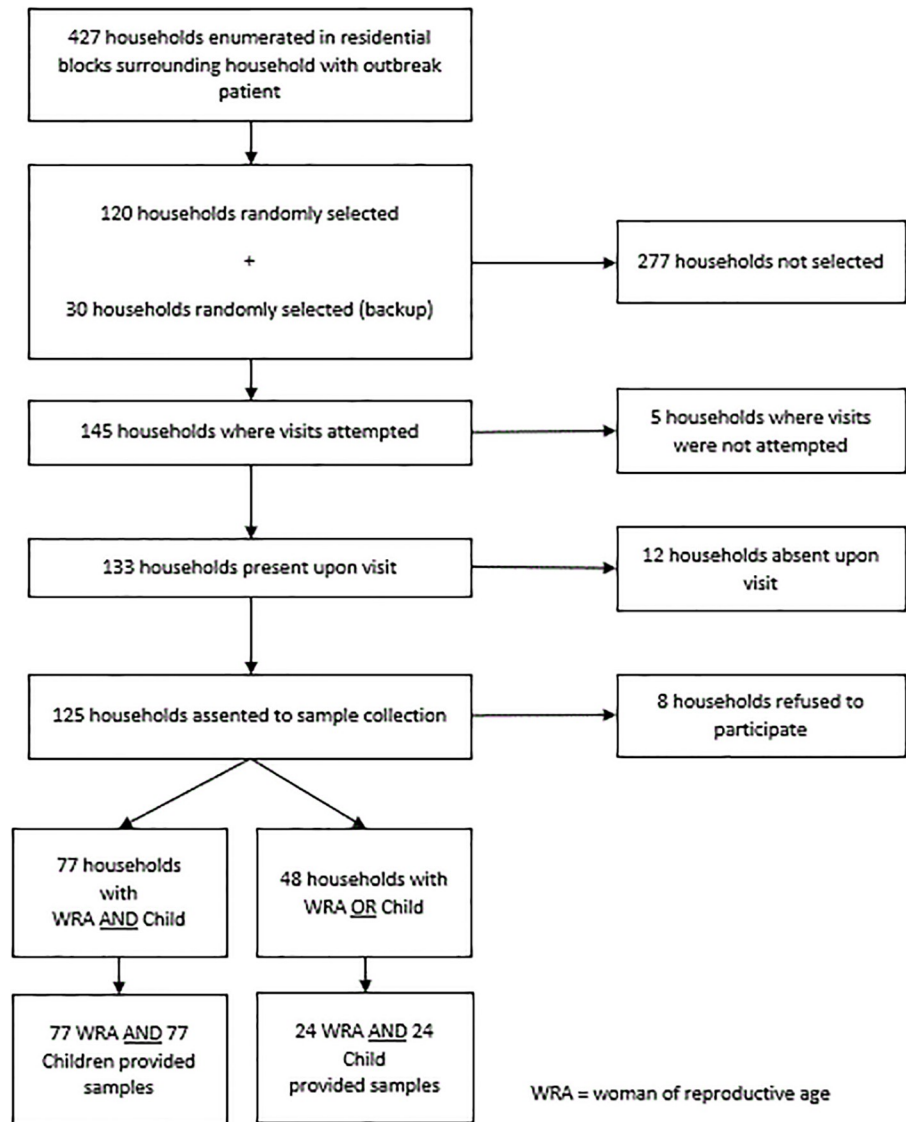 427 households enumerated in residential
blocks surrounding household with outbreak
patient
120 households randomly selected
+
30 households randomly selected (backup)
277 households not selected
145 households where visits attempted
5 households where visits
were not attempted
133 households present upon visit
12 households absent upon
visit
125 households assented to sample collection
8 households refused to
participate
77 households
with
WRA AND Child
48 households with
WRA OR Child
77 WRA AND 77
Children provided
samples
24 WRA AND 24
Child
provided samples
WRA = woman of reproductive age